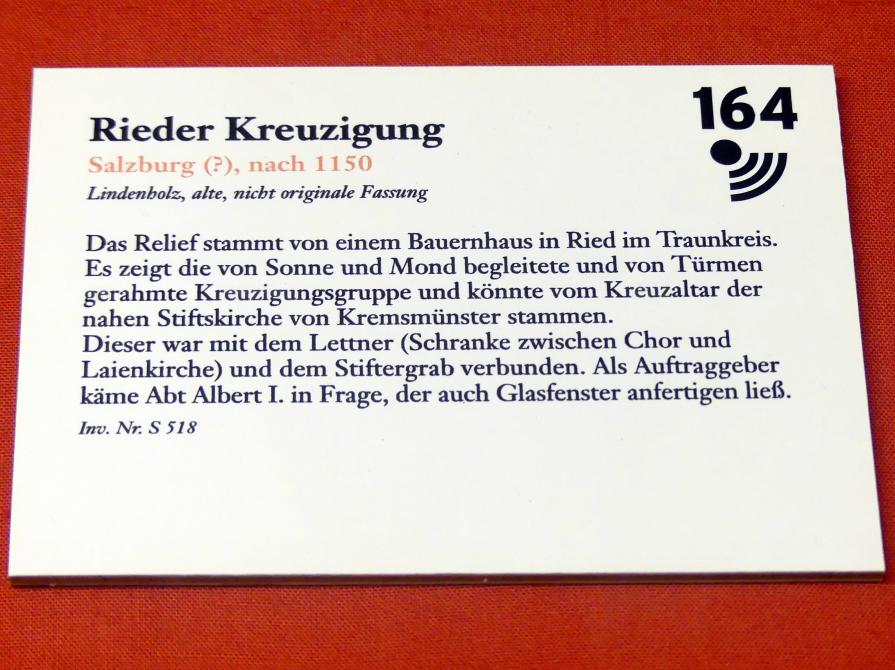 164
Rieder Kreuzigung
Salzburg (?), nach 1150
Lindenholz, alte, nicht originale Fassung
Das Relief stammt von einem Bauernhaus in Ried im Traunkreis.
Es zeigt die von Sonne und Mond begleitete und von Türmen
gerahmte Kreuzigungsgruppe und könnte vom Kreuzaltar der
nahen Stiftskirche von Kremsmünster stammen.
Dieser war mit dem Lettner (Schranke zwischen Chor und
Laienkirche) und dem Stiftergrab verbunden. Als Auftraggeber
käme Abt Albert I. in Frage, der auch Glasfenster anfertigen ließ.
Inv. Nr. S 518